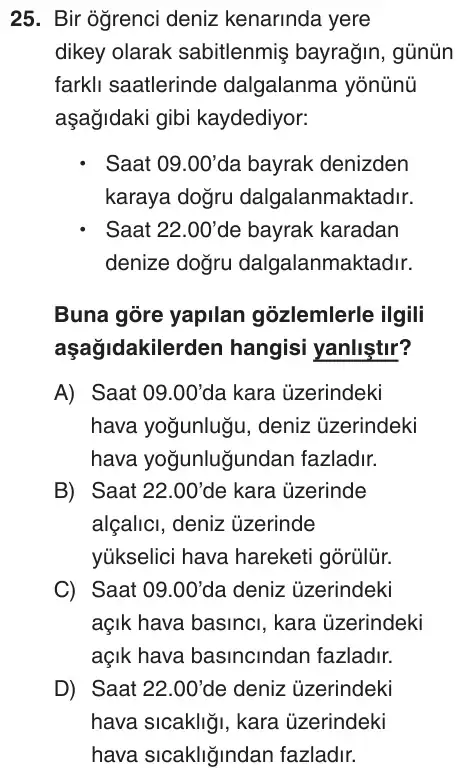 25. Bir öğrenci deniz kenarında yere
dikey olarak sabitlenmiş bayrağın, günün
farklı saatlerinde dalgalanma yönünü
aşağıdaki gibi kaydediyor:
• Saat 09.00’da bayrak denizden
karaya doğru dalgalanmaktadır.
• Saat 22.00’de bayrak karadan
denize doğru dalgalanmaktadır.
Buna göre yapılan gözlemlerle ilgili
aşağıdakilerden hangisi yanlıştır?
A) Saat 09.00’da kara üzerindeki
hava yoğunluğu, deniz üzerindeki
hava yoğunluğundan fazladır.
B) Saat 22.00’de kara üzerinde
alçalıcı, deniz üzerinde
yükselici hava hareketi görülür.
C) Saat 09.00’da deniz üzerindeki
açık hava basıncı, kara üzerindeki
açık hava basıncından fazladır.
D) Saat 22.00’de deniz üzerindeki
hava sıcaklığı, kara üzerindeki
hava sıcaklığından fazladır.